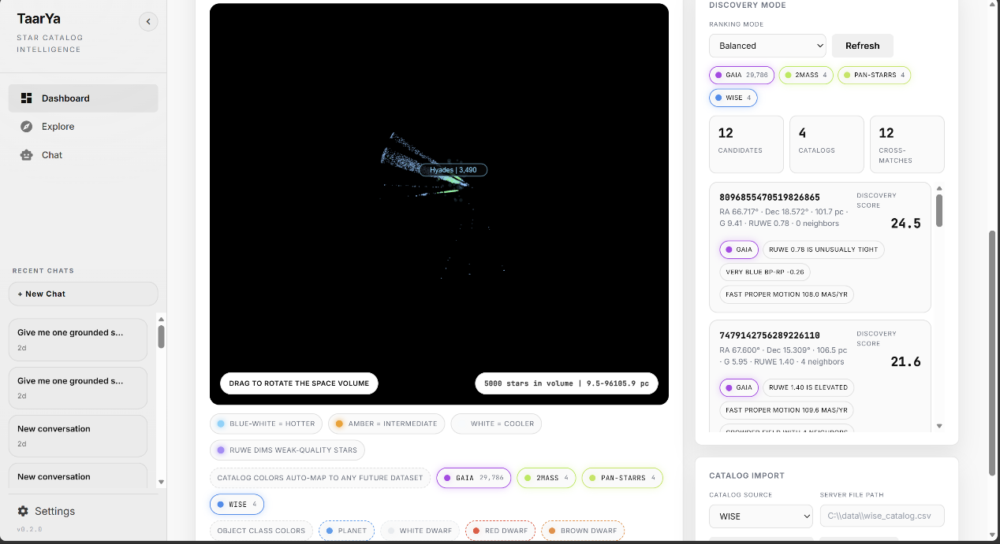 TaarYa
STAR CATALOG
INTELLIGENCE
Dashboard
Explore
Chat
RECENT CHATS
+ New Chat
Give me one grounded s...
2d
Give me one grounded s...
2d
New conversation
2d
New conversation
Settings
v0.2.0
Hyades | 3,490
DRAG TO ROTATE THE SPACE VOLUME
5000 stars in volume | 9.5-96105.9 pc
BLUE-WHITE = HOTTER
AMBER = INTERMEDIATE
WHITE = COOLER
RUWE DIMS WEAK-QUALITY STARS
CATALOG COLORS AUTO-MAP TO ANY FUTURE DATASET
GAIA 29,786
2MASS 4
PAN-STARRS 4
WISE 4
OBJECT CLASS COLORS
PLANET
WHITE DWARF
RED DWARF
BROWN DWARF
DISCOVERY MODE
RANKING MODE
Balanced
Refresh
GAIA 29,786
2MASS 4
PAN-STARRS 4
WISE 4
12
CANDIDATES
4
CATALOGS
12
CROSS-
MATCHES
8096855470519826865
RA 66.717° · Dec 18.572° · 101.7 pc ·
G 9.41 · RUWE 0.78 · 0 neighbors
DISCOVERY
SCORE
24.5
GAIA
RUWE 0.78 IS UNUSUALLY TIGHT
VERY BLUE BP-RP -0.26
FAST PROPER MOTION 108.0 MAS/YR
7479142756289226110
RA 67.600° · Dec 15.309° · 106.5 pc
· G 5.95 · RUWE 1.40 · 4 neighbors
DISCOVERY
SCORE
21.6
GAIA
RUWE 1.40 IS ELEVATED
FAST PROPER MOTION 109.6 MAS/YR
CROWDED FIELD WITH 4 NEIGHBORS
CATALOG IMPORT
CATALOG SOURCE
WISE
SERVER FILE PATH
C:\\data\\wise_catalog.csv